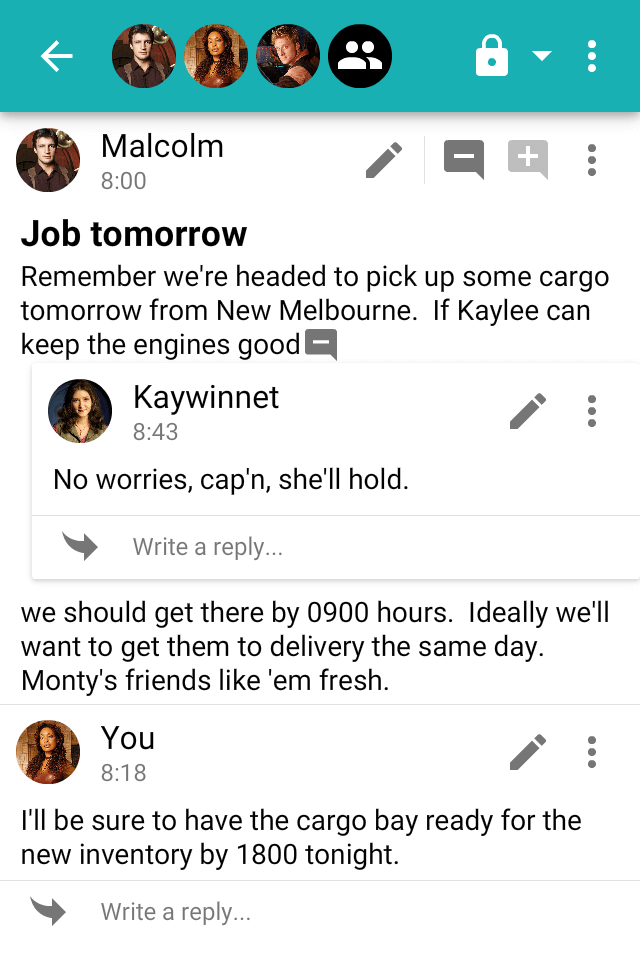 Malcolm
8:00
Job tomorrow
Remember we're headed to pick up some cargo
tomorrow from New Melbourne.  If Kaylee can
keep the engines good
Kaywinnet
8:43
No worries, cap'n, she'll hold.
Write a reply...
we should get there by 0900 hours.  Ideally we'll
want to get them to delivery the same day.
Monty's friends like 'em fresh.
You
8:18
I'll be sure to have the cargo bay ready for the
new inventory by 1800 tonight.
Write a reply...